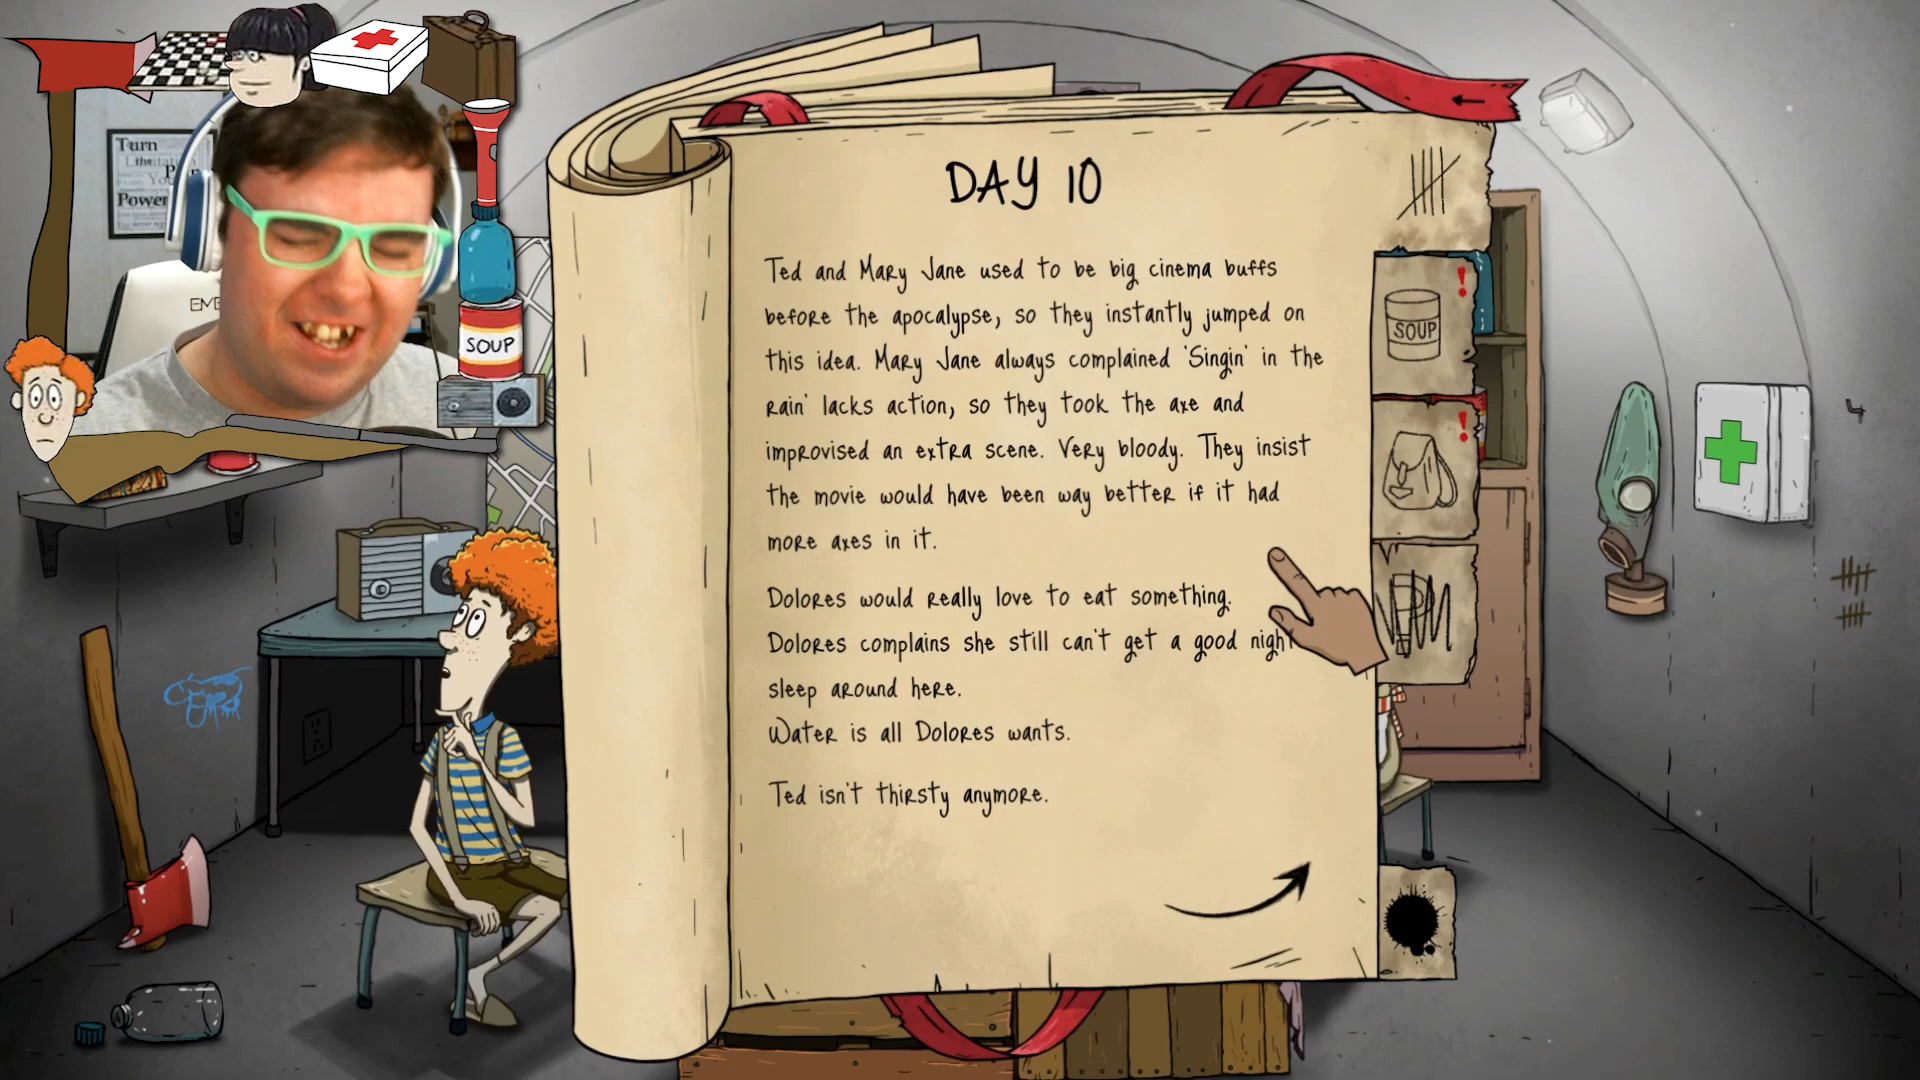 Turn
the
Power
EM
SOUP
DAY 10
Ted and Mary Jane used to be big cinema buffs
before the apocalypse, so they instantly jumped on
this idea. Mary Jane always complained 'Singin' in the
rain' lacks action, so they took the axe and
improvised an extra scene. Very bloody. They insist
the movie would have been way better if it had
more axes in it.
Dolores would really love to eat something.
Dolores complains she still can't get a good night
sleep around here.
Water is all Dolores wants.
Ted isn't thirsty anymore.
!
SOUP
!